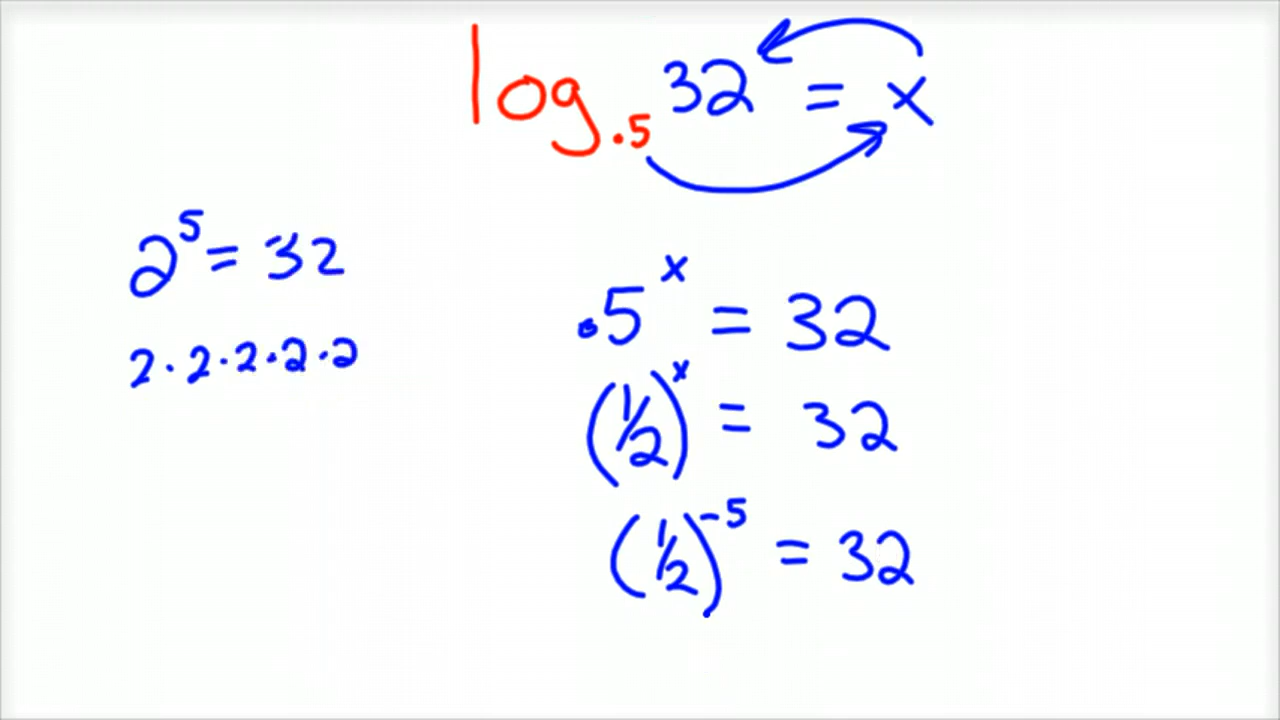 log.5 32 = x
2^5 = 32
2 · 2 · 2 · 2 · 2
.5^x = 32
(1/2)^x = 32
(1/2)^-5 = 32